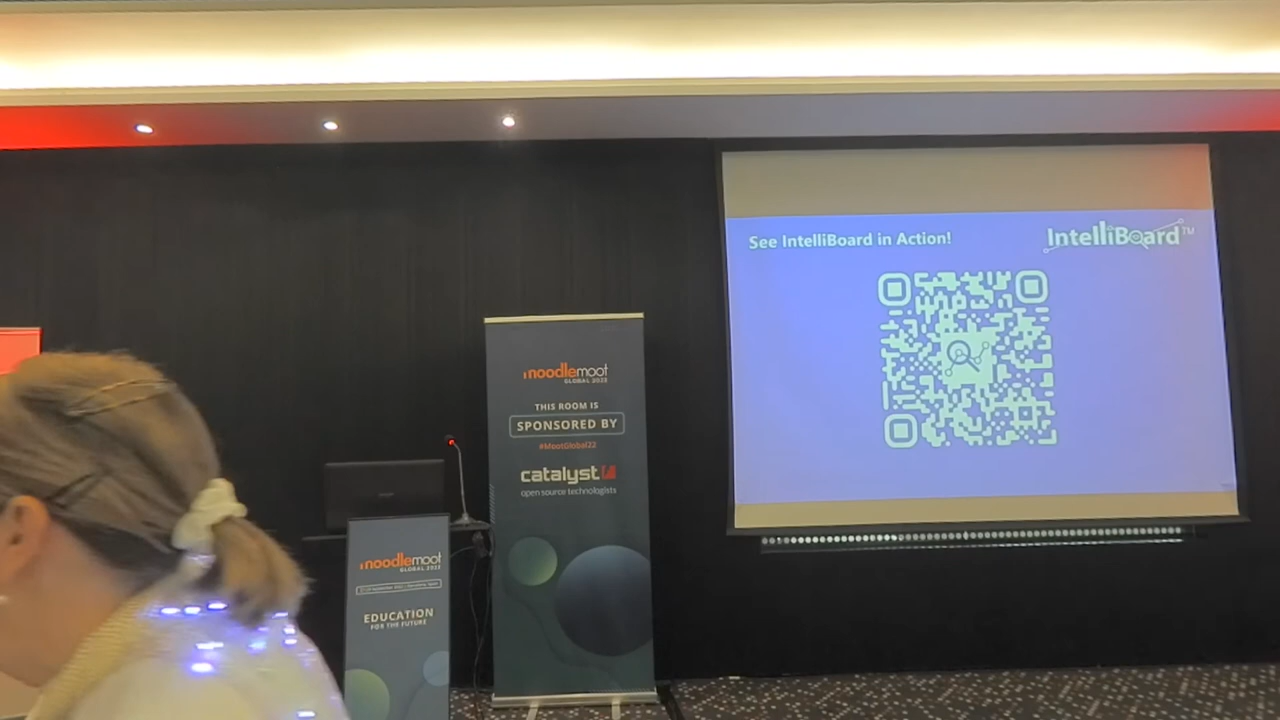 See IntelliBoard in Action!
IntelliBoard™
moodlemoot
GLOBAL 2022
THIS ROOM IS
SPONSORED BY
#MootGlobal22
catalyst
open source technologists
moodlemoot
GLOBAL 2022
EDUCATION
FOR THE FUTURE